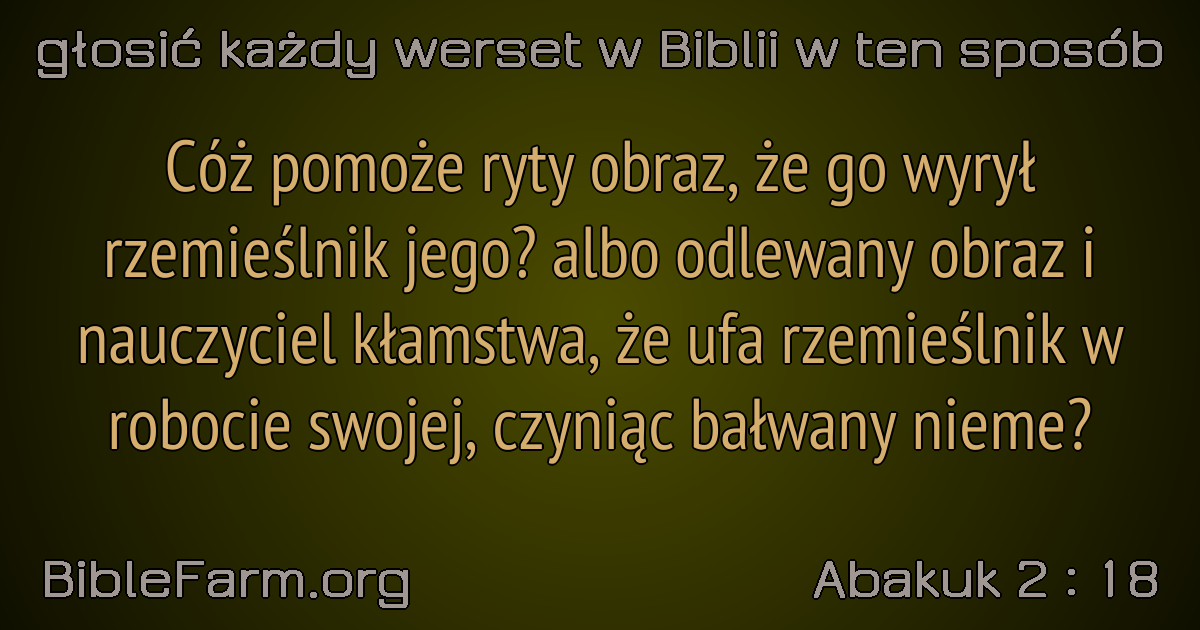 głosić każdy werset w Biblii w ten sposób
Cóż pomoże ryty obraz, że go wyrył
rzemieślnik jego? albo odlewany obraz i
nauczyciel kłamstwa, że ufa rzemieślnik w
robocie swojej, czyniąc bałwany nieme?
BibleFarm.org
Abakuk 2 : 18